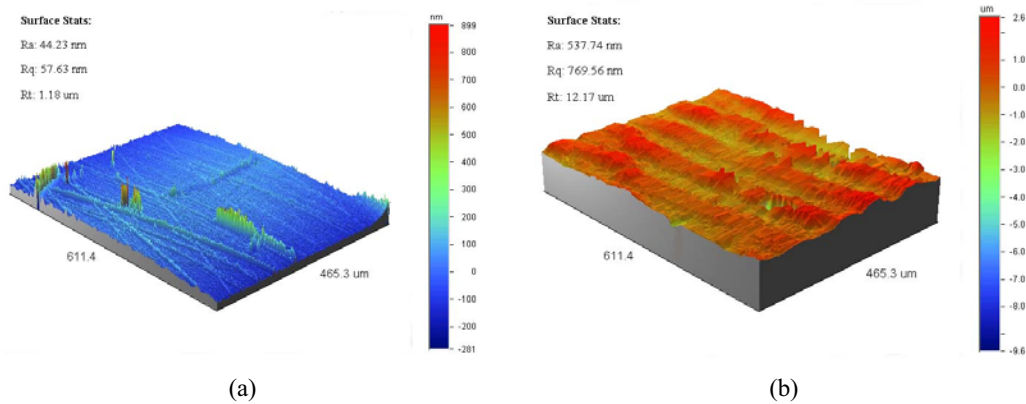 Surface Stats:
Ra: 44.23 nm
Rq: 57.63 nm
Rt: 1.18 um
nm
899
800
700
600
500
400
300
200
100
0
-100
-200
-281
611.4
465.3 um
(a)
Surface Stats:
Ra: 537.74 nm
Rq: 769.56 nm
Rt: 12.17 um
um
2.6
1.0
0.0
-1.0
-2.0
-3.0
-4.0
-5.0
-6.0
-7.0
-8.0
-9.6
611.4
465.3 um
(b)